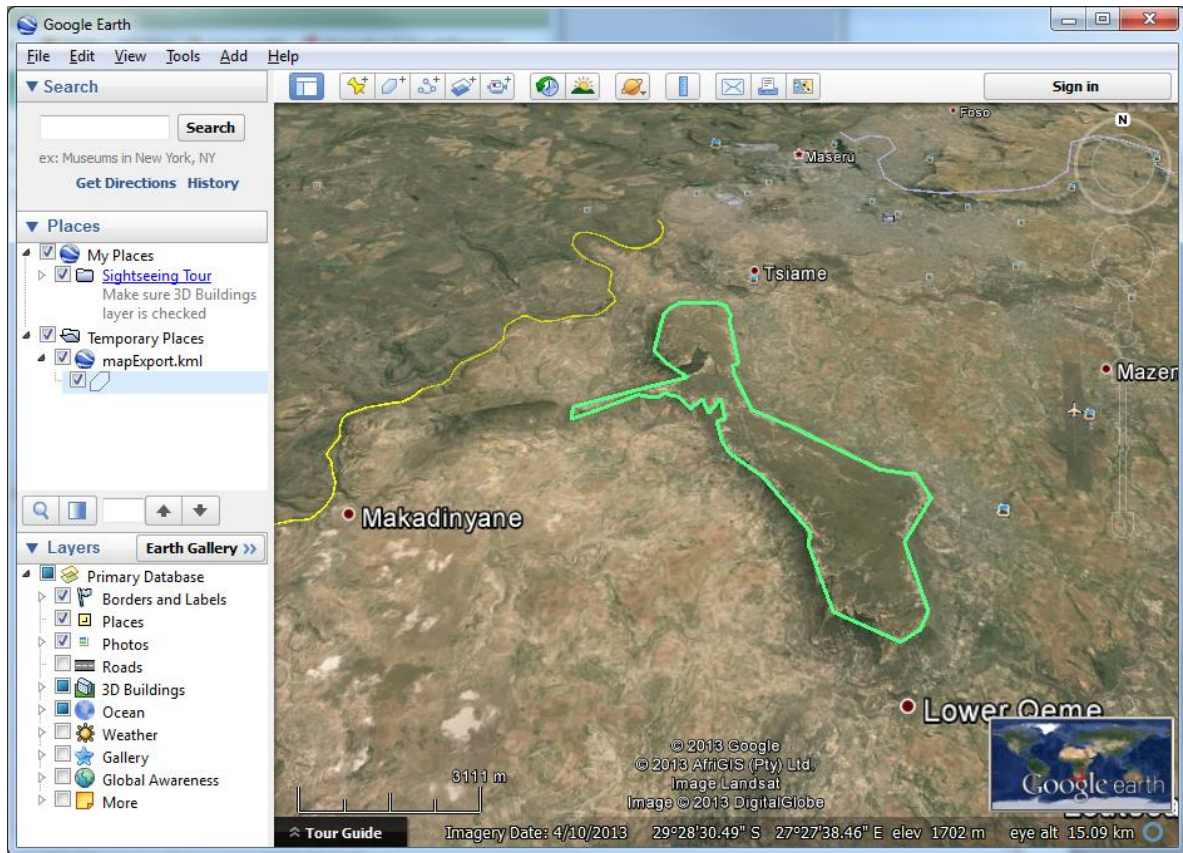 Google Earth
File Edit View Tools Add Help
Search
Search
ex: Museums in New York, NY
Get Directions History
Places
My Places
Sightseeing Tour
Make sure 3D Buildings
layer is checked
Temporary Places
mapExport.kml
Layers
Earth Gallery >>
Primary Database
Borders and Labels
Places
Photos
Roads
3D Buildings
Ocean
Weather
Gallery
Global Awareness
More
Sign in
Foso
N
Maseru
Tsiame
Mazen
Makadinyane
Lower Qeme
© 2013 Google
© 2013 AfriGIS (Pty) Ltd.
Image Landsat
Image © 2013 DigitalGlobe
3111 m
Google earth
Tour Guide
Imagery Date: 4/10/2013 29°28'30.49" S 27°27'38.46" E elev 1702 m eye alt 15.09 km